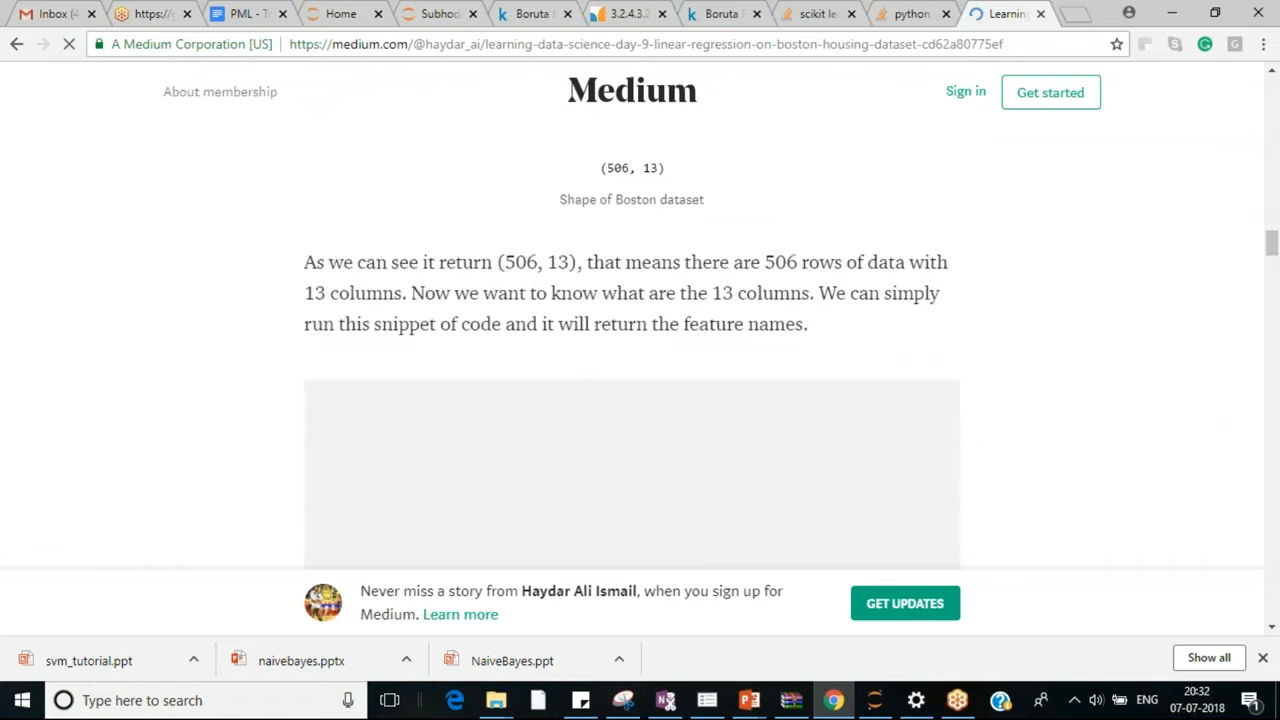 Inbox (4
https://g
PML - Te
Home
Subhod
Boruta S
3.2.4.3.2
Boruta F
scikit le
python
Learning
A Medium Corporation [US]
https://medium.com/@haydar_ai/learning-data-science-day-9-linear-regression-on-boston-housing-dataset-cd62a80775ef
About membership
Medium
Sign in
Get started
(506, 13)
Shape of Boston dataset
As we can see it return (506, 13), that means there are 506 rows of data with
13 columns. Now we want to know what are the 13 columns. We can simply
run this snippet of code and it will return the feature names.
Never miss a story from Haydar Ali Ismail, when you sign up for
Medium. Learn more
GET UPDATES
svm_tutorial.ppt
naivebayes.pptx
NaiveBayes.ppt
Show all
Type here to search
ENG
20:32
07-07-2018